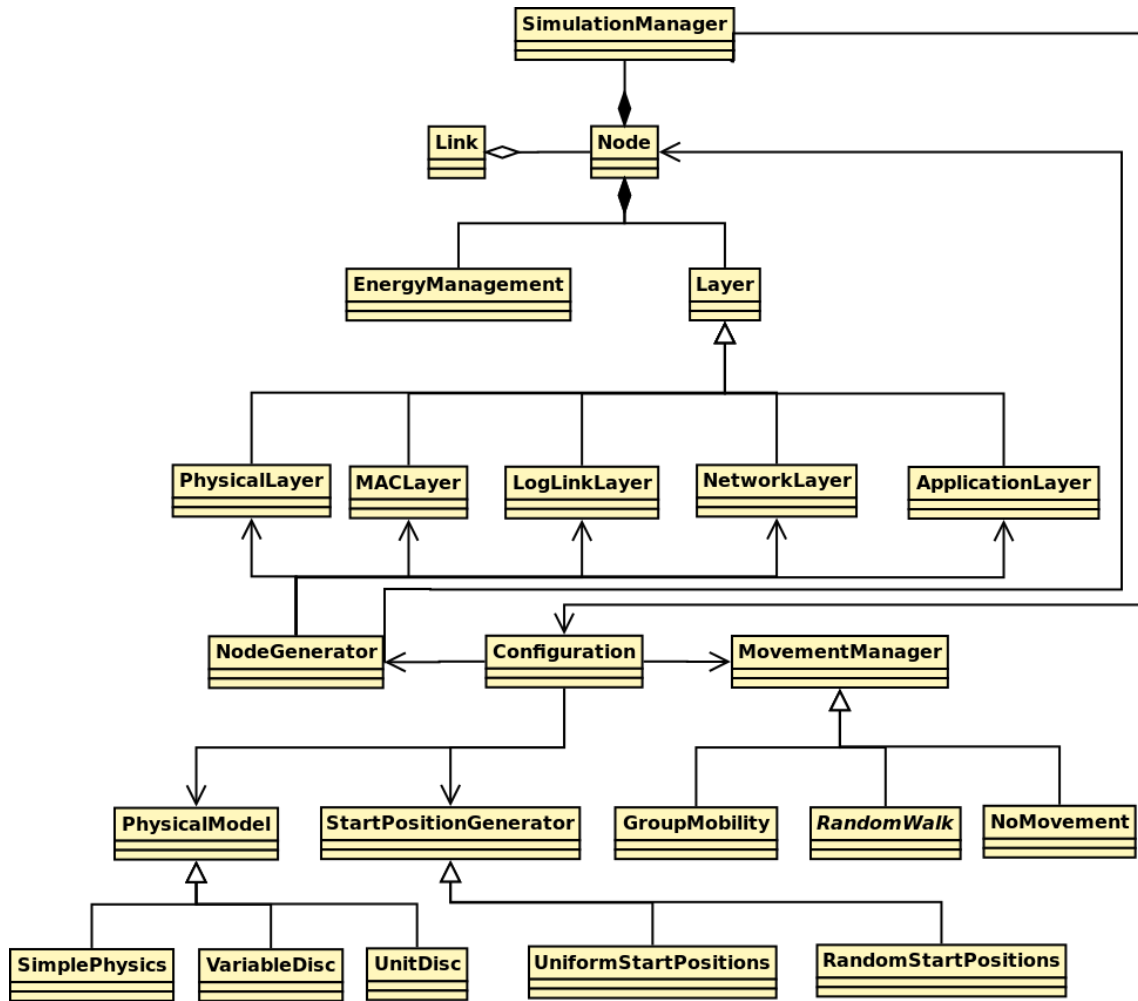 SimulationManager
Link
Node
EnergyManagement
Layer
PhysicalLayer
MACLayer
LogLinkLayer
NetworkLayer
ApplicationLayer
NodeGenerator
Configuration
MovementManager
PhysicalModel
StartPositionGenerator
GroupMobility
RandomWalk
NoMovement
SimplePhysics
VariableDisc
UnitDisc
UniformStartPositions
RandomStartPositions